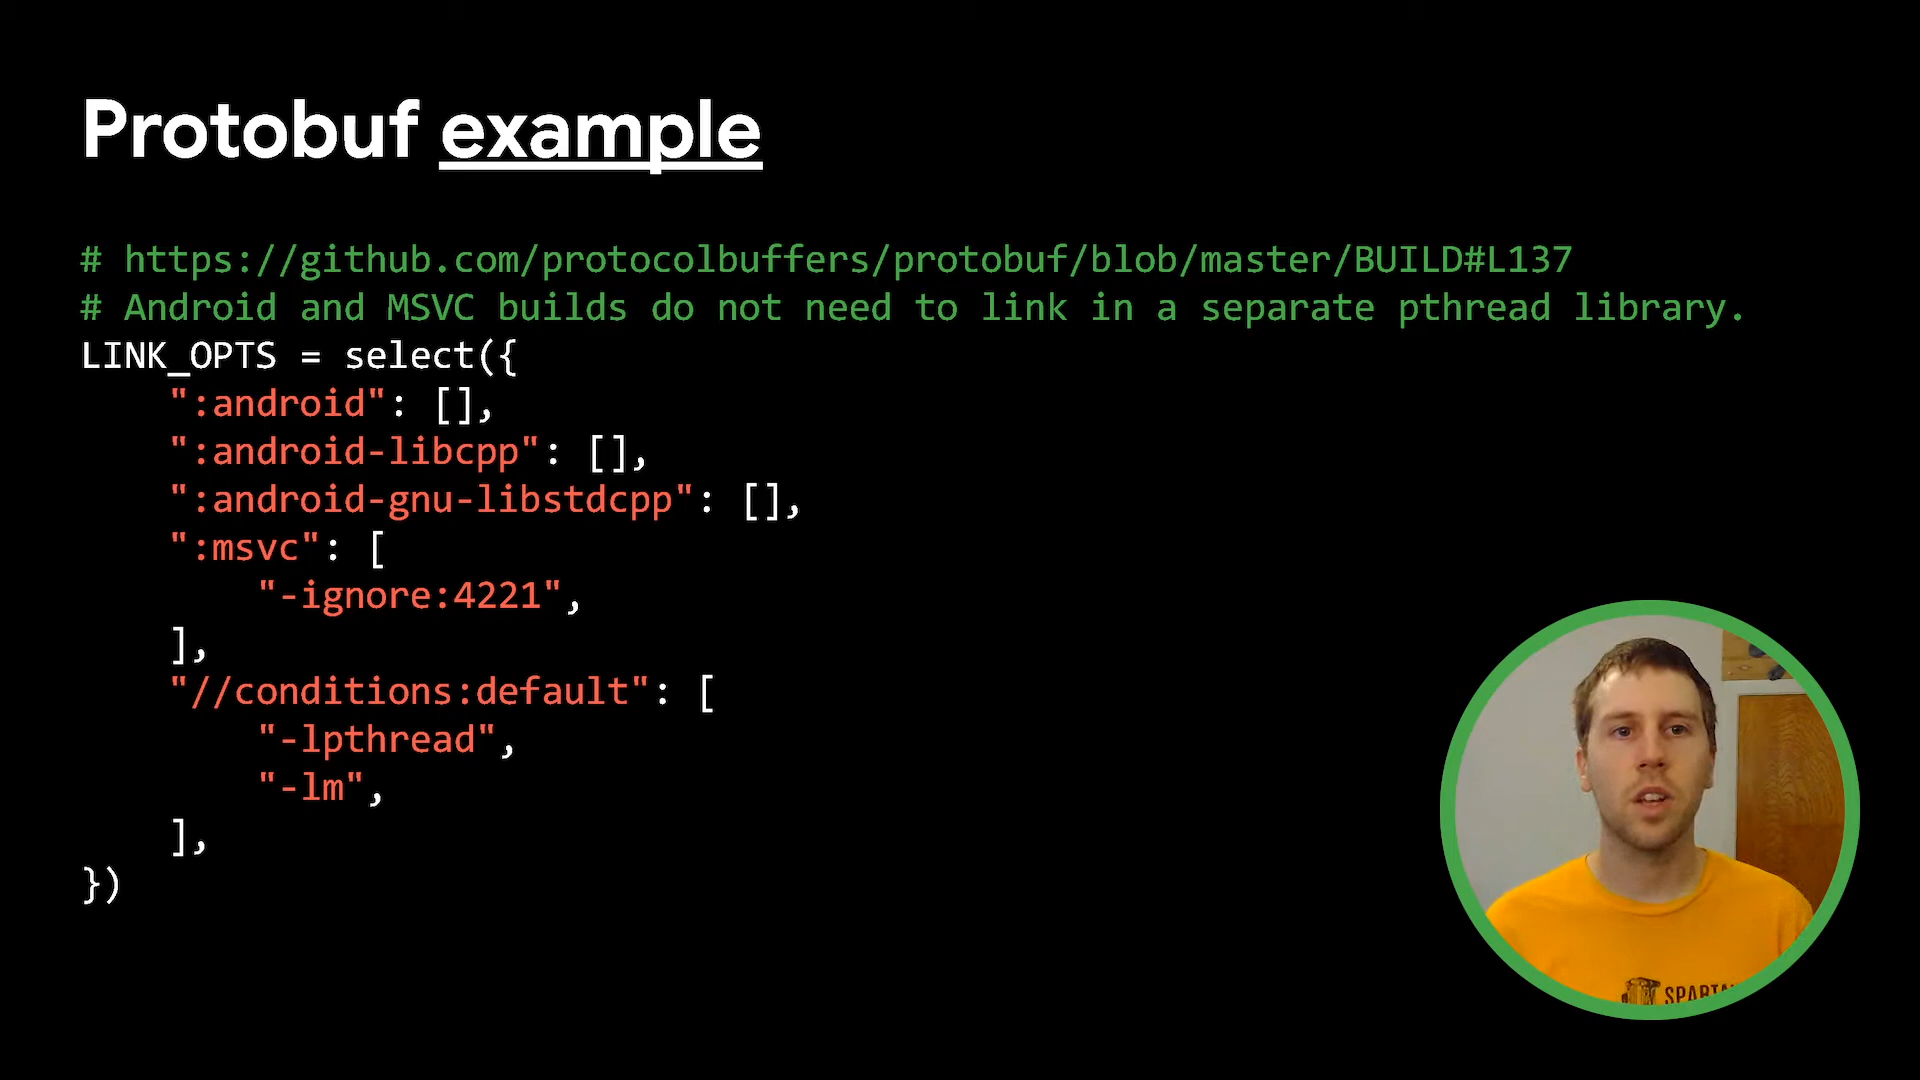 Protobuf example
# https://github.com/protocolbuffers/protobuf/blob/master/BUILD#L137
# Android and MSVC builds do not need to link in a separate pthread library.
LINK_OPTS = select({
    ":android": [],
    ":android-libcpp": [],
    ":android-gnu-libstdcpp": [],
    ":msvc": [
        "-ignore:4221",
    ],
    "//conditions:default": [
        "-lpthread",
        "-lm",
    ],
})